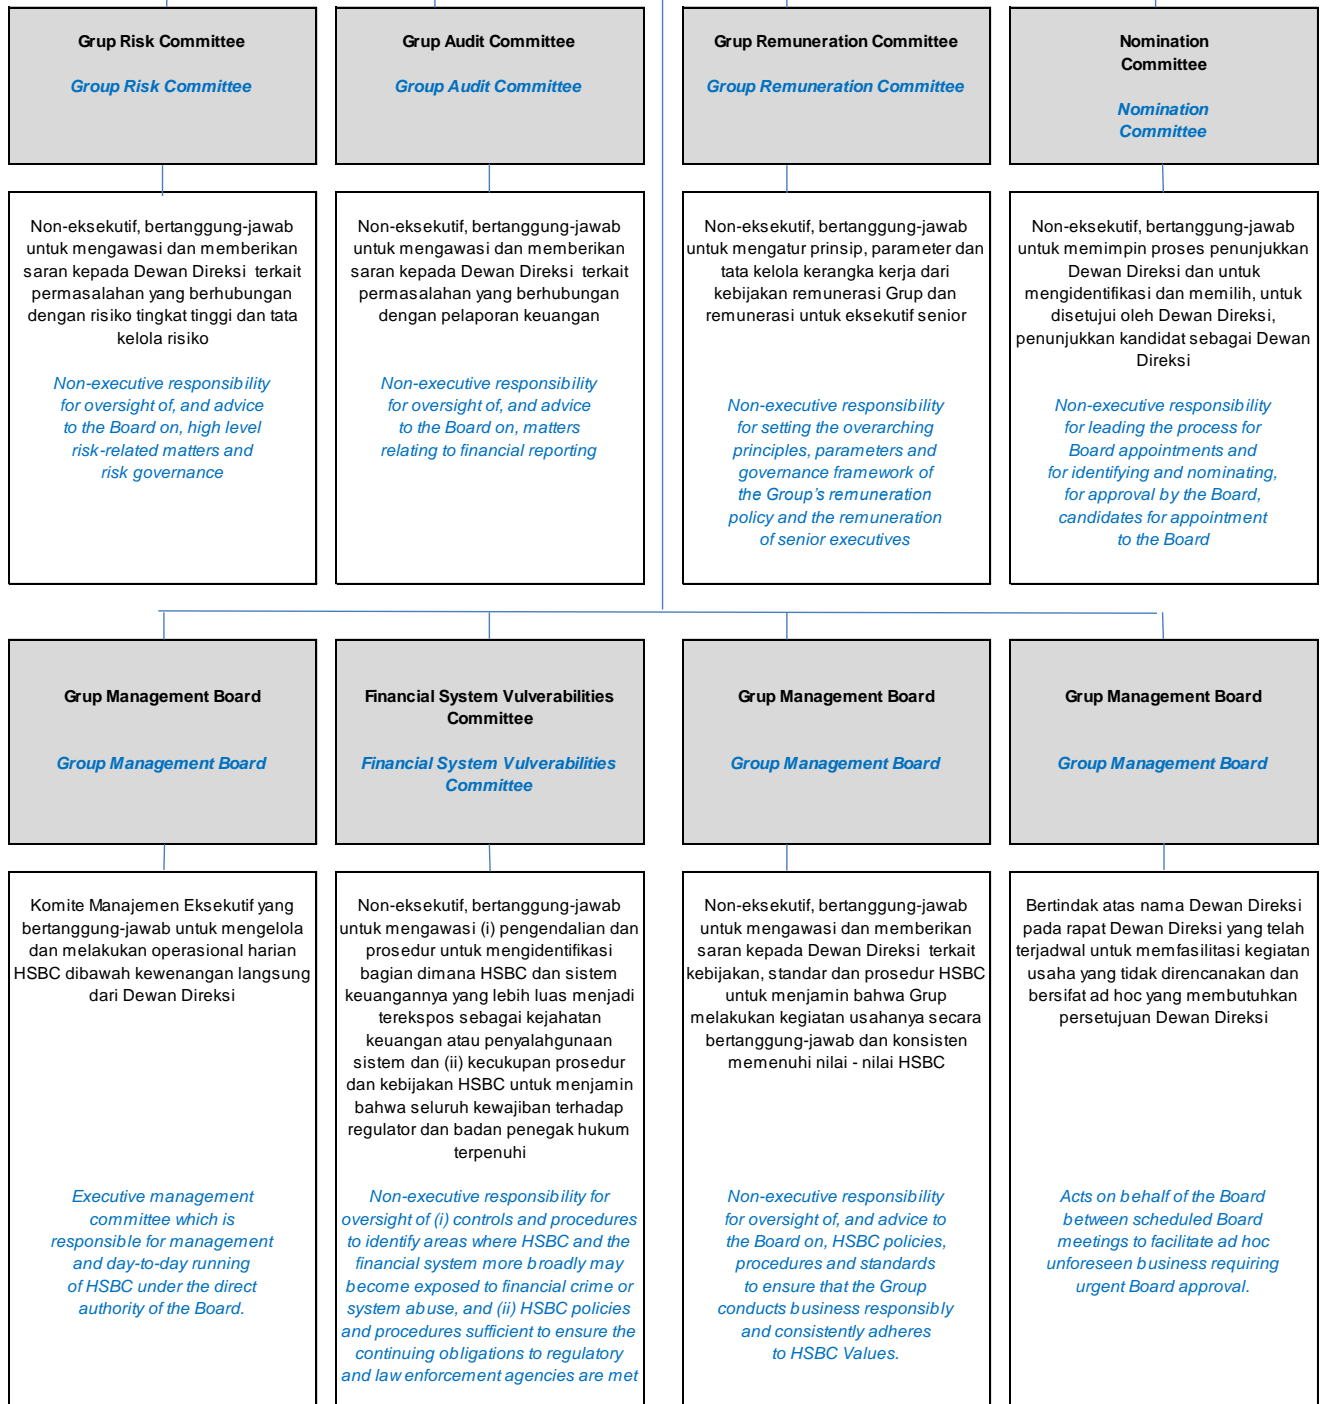 Grup Risk Committee
Group Risk Committee
Grup Audit Committee
Group Audit Committee
Grup Remuneration Committee
Group Remuneration Committee
Nomination
Committee
Nomination
Committee
Non-eksekutif, bertanggung-jawab
untuk mengawasi dan memberikan
saran kepada Dewan Direksi terkait
permasalahan yang berhubungan
dengan risiko tingkat tinggi dan tata
kelola risiko
Non-executive responsibility
for oversight of, and advice
to the Board on, high level
risk-related matters and
risk governance
Non-eksekutif, bertanggung-jawab
untuk mengawasi dan memberikan
saran kepada Dewan Direksi terkait
permasalahan yang berhubungan
dengan pelaporan keuangan
Non-executive responsibility
for oversight of, and advice
to the Board on, matters
relating to financial reporting
Non-eksekutif, bertanggung-jawab
untuk mengatur prinsip, parameter dan
tata kelola kerangka kerja dari
kebijakan remunerasi Grup dan
remunerasi untuk eksekutif senior
Non-executive responsibility
for setting the overarching
principles, parameters and
governance framework of
the Group's remuneration
policy and the remuneration
of senior executives
Non-eksekutif, bertanggung-jawab
untuk memimpin proses penunjukkan
Dewan Direksi dan untuk
mengidentifikasi dan memilih, untuk
disetujui oleh Dewan Direksi,
penunjukkan kandidat sebagai Dewan
Direksi
Non-executive responsibility
for leading the process for
Board appointments and
for identifying and nominating,
for approval by the Board,
candidates for appointment
to the Board
Grup Management Board
Group Management Board
Financial System Vulverabilities
Committee
Financial System Vulverabilities
Committee
Grup Management Board
Group Management Board
Grup Management Board
Group Management Board
Komite Manajemen Eksekutif yang
bertanggung-jawab untuk mengelola
dan melakukan operasional harian
HSBC dibawah kewenangan langsung
dari Dewan Direksi
Executive management
committee which is
responsible for management
and day-to-day running
of HSBC under the direct
authority of the Board.
Non-eksekutif, bertanggung-jawab
untuk mengawasi (i) pengendalian dan
prosedur untuk mengidentifikasi
bagian dimana HSBC dan sistem
keuangannya yang lebih luas menjadi
terekspos sebagai kejahatan
keuangan atau penyalahgunaan
sistem dan (ii) kecukupan prosedur
dan kebijakan HSBC untuk menjamin
bahwa seluruh kewajiban terhadap
regulator dan badan penegak hukum
terpenuhi
Non-executive responsibility for
oversight of (i) controls and procedures
to identify areas where HSBC and the
financial system more broadly may
become exposed to financial crime or
system abuse, and (ii) HSBC policies
and procedures sufficient to ensure the
continuing obligations to regulatory
and law enforcement agencies are met
Non-eksekutif, bertanggung-jawab
untuk mengawasi dan memberikan
saran kepada Dewan Direksi terkait
kebijakan, standar dan prosedur HSBC
untuk menjamin bahwa Grup
melakukan kegiatan usahanya secara
bertanggung-jawab dan konsisten
memenuhi nilai - nilai HSBC
Non-executive responsibility
for oversight of, and advice to
the Board on, HSBC policies,
procedures and standards
to ensure that the Group
conducts business responsibly
and consistently adheres
to HSBC Values.
Bertindak atas nama Dewan Direksi
pada rapat Dewan Direksi yang telah
terjadwal untuk memfasilitasi kegiatan
usaha yang tidak direncanakan dan
bersifat ad hoc yang membutuhkan
persetujuan Dewan Direksi
Acts on behalf of the Board
between scheduled Board
meetings to facilitate ad hoc
unforeseen business requiring
urgent Board approval.